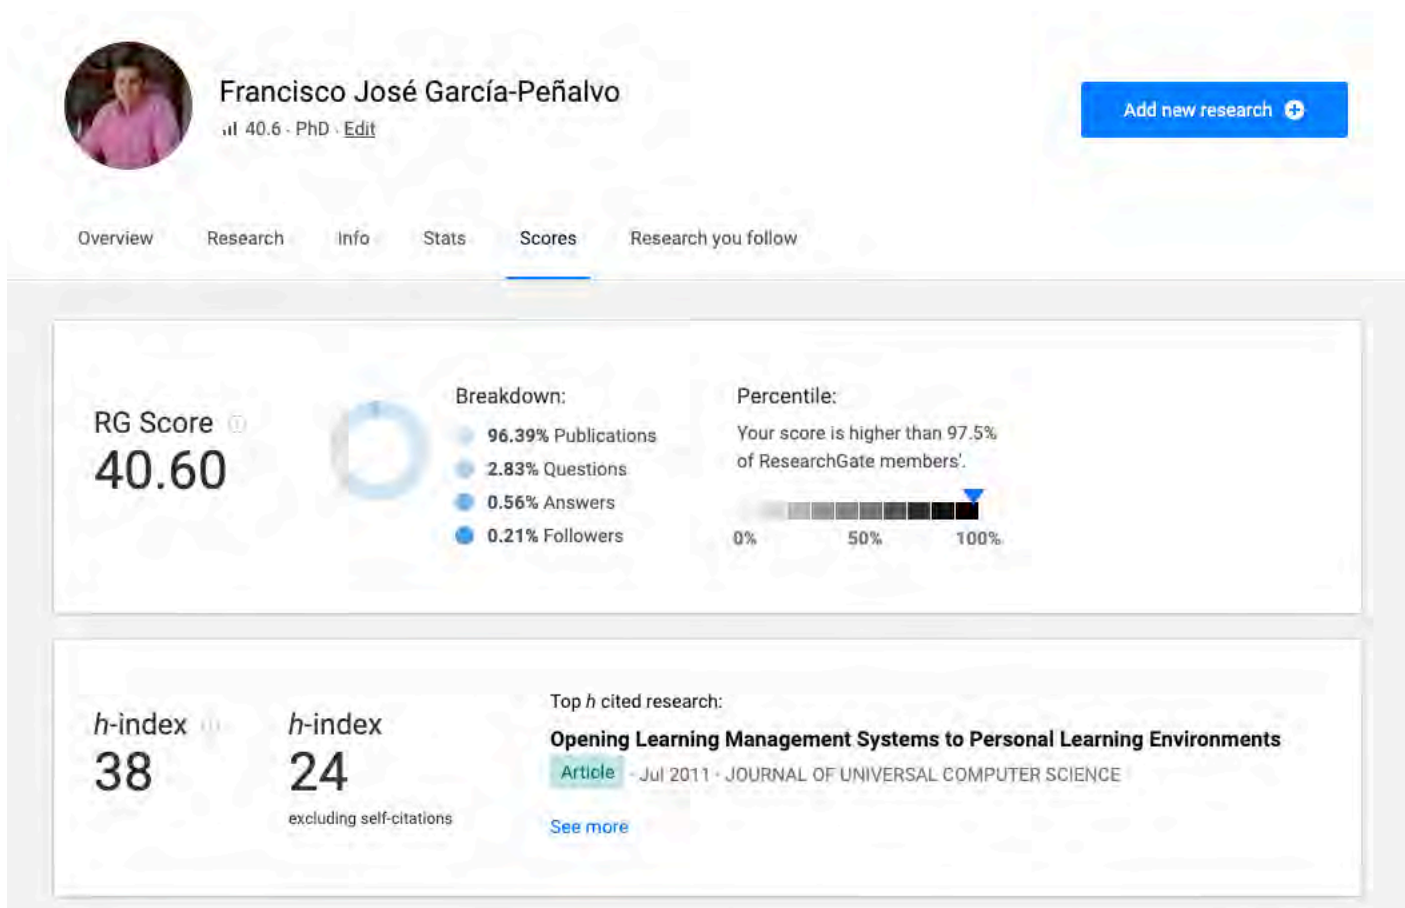 Francisco José García-Peñalvo
40.6 · PhD · Edit
Add new research
Overview Research Info Stats Scores Research you follow
RG Score
40.60
Breakdown:
96.39% Publications
2.83% Questions
0.56% Answers
0.21% Followers
Percentile:
Your score is higher than 97.5%
of ResearchGate members'.
0% 50% 100%
h-index
38
h-index
24
excluding self-citations
Top h cited research:
Opening Learning Management Systems to Personal Learning Environments
Article · Jul 2011 · JOURNAL OF UNIVERSAL COMPUTER SCIENCE
See more